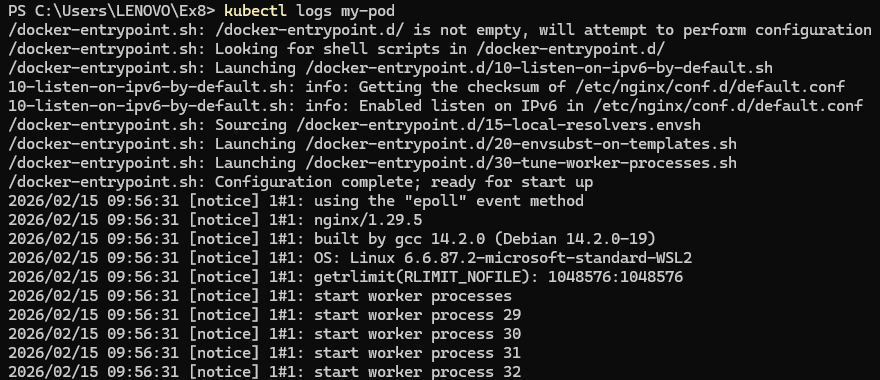 PS C:\Users\LENOVO\Ex8> kubectl logs my-pod
/docker-entrypoint.sh: /docker-entrypoint.d/ is not empty, will attempt to perform configuration
/docker-entrypoint.sh: Looking for shell scripts in /docker-entrypoint.d/
/docker-entrypoint.sh: Launching /docker-entrypoint.d/10-listen-on-ipv6-by-default.sh
10-listen-on-ipv6-by-default.sh: info: Getting the checksum of /etc/nginx/conf.d/default.conf
10-listen-on-ipv6-by-default.sh: info: Enabled listen on IPv6 in /etc/nginx/conf.d/default.conf
/docker-entrypoint.sh: Sourcing /docker-entrypoint.d/15-local-resolvers.envsh
/docker-entrypoint.sh: Launching /docker-entrypoint.d/20-envsubst-on-templates.sh
/docker-entrypoint.sh: Launching /docker-entrypoint.d/30-tune-worker-processes.sh
/docker-entrypoint.sh: Configuration complete; ready for start up
2026/02/15 09:56:31 [notice] 1#1: using the "epoll" event method
2026/02/15 09:56:31 [notice] 1#1: nginx/1.29.5
2026/02/15 09:56:31 [notice] 1#1: built by gcc 14.2.0 (Debian 14.2.0-19)
2026/02/15 09:56:31 [notice] 1#1: OS: Linux 6.6.87.2-microsoft-standard-WSL2
2026/02/15 09:56:31 [notice] 1#1: getrlimit(RLIMIT_NOFILE): 1048576:1048576
2026/02/15 09:56:31 [notice] 1#1: start worker processes
2026/02/15 09:56:31 [notice] 1#1: start worker process 29
2026/02/15 09:56:31 [notice] 1#1: start worker process 30
2026/02/15 09:56:31 [notice] 1#1: start worker process 31
2026/02/15 09:56:31 [notice] 1#1: start worker process 32